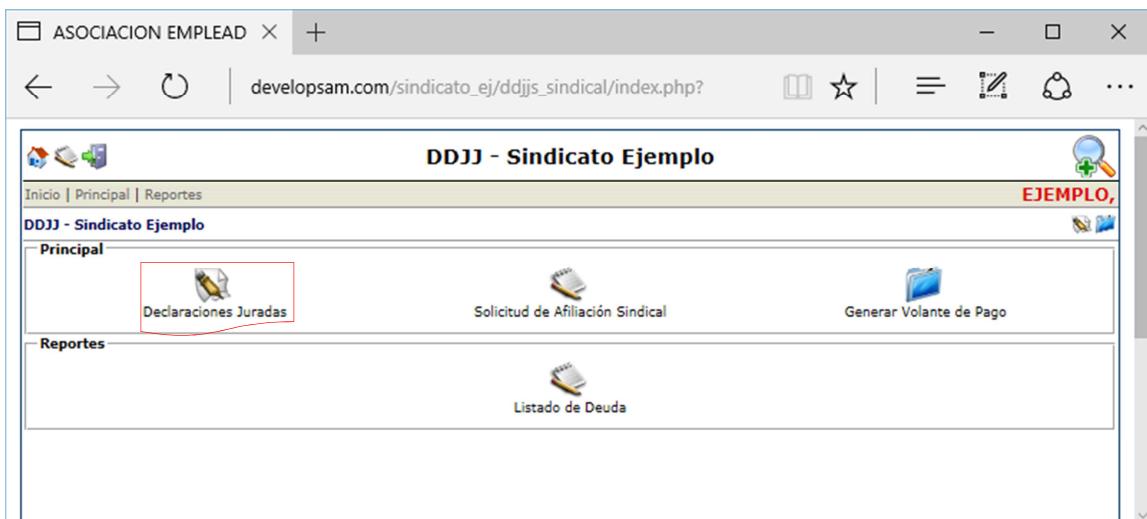 ASOCIACION EMPLEAD
developsam.com/sindicato_ej/ddjjs_sindical/index.php?
DDJJ - Sindicato Ejemplo
Inicio | Principal | Reportes
EJEMPLO,
DDJJ - Sindicato Ejemplo
Principal
Declaraciones Juradas
Solicitud de Afiliación Sindical
Generar Volante de Pago
Reportes
Listado de Deuda